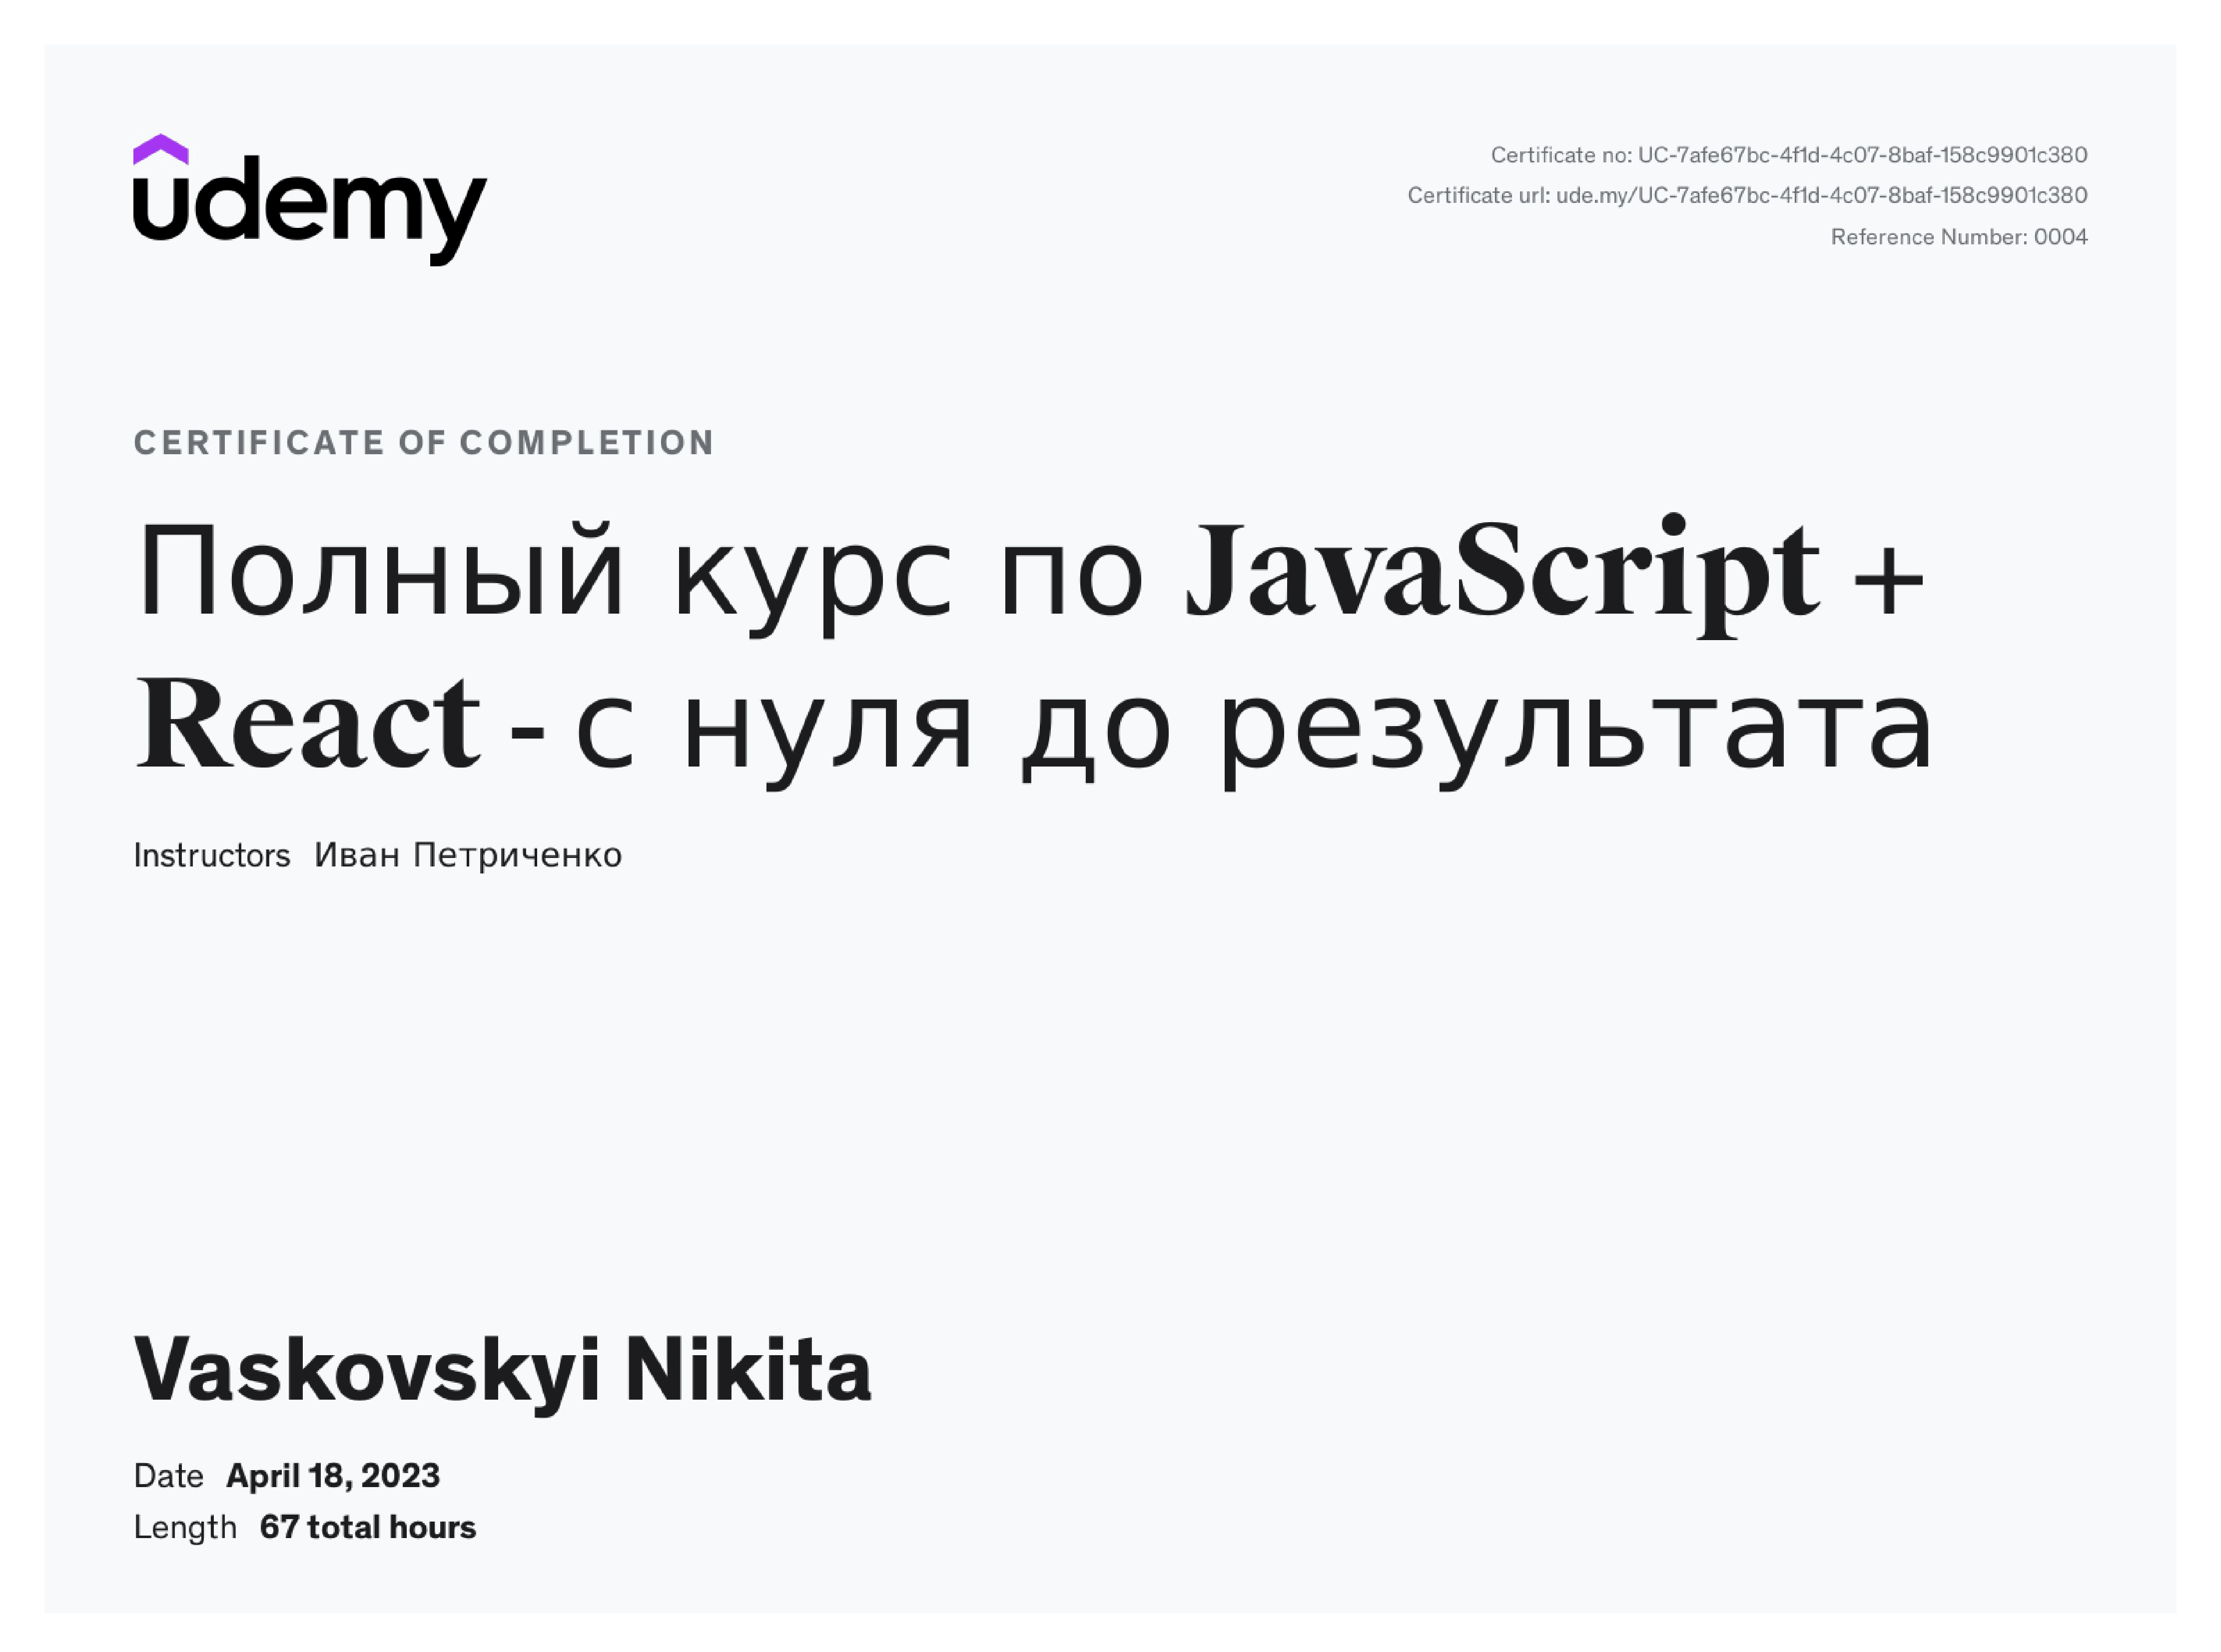 udemy
Certificate no: UC-7afe67bc-4f1d-4c07-8baf-158c9901c380
Certificate url: ude.my/UC-7afe67bc-4f1d-4c07-8baf-158c9901c380
Reference Number: 0004
CERTIFICATE OF COMPLETION
Полный курс по JavaScript +
React - с нуля до результата
Instructors Иван Петриченко
Vaskovskyi Nikita
Date April 18, 2023
Length 67 total hours